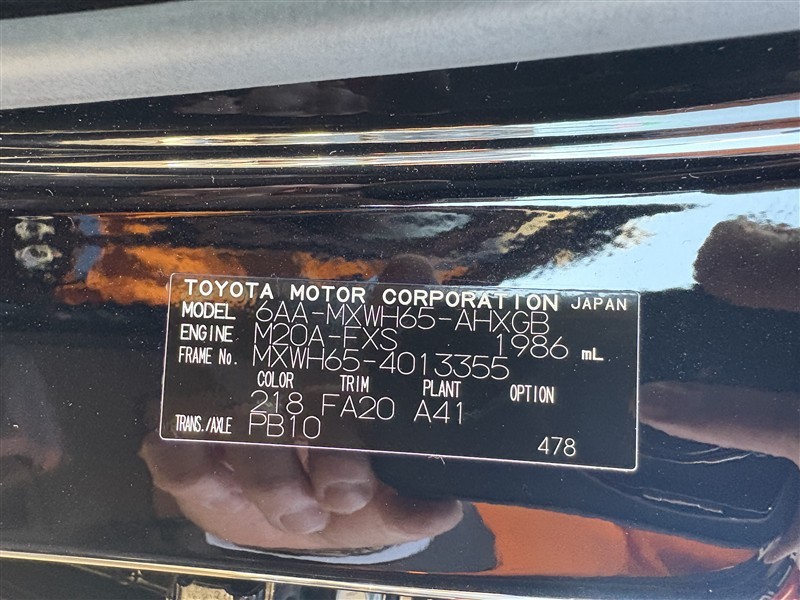 TOYOTA MOTOR CORPORATION JAPAN
MODEL 6AA-MXWH65-AHXGB
ENGINE M20A-FXS 1986 mL
FRAME No. MXWH65-4013355
COLOR TRIM PLANT OPTION
218 FA20 A41
TRANS./AXLE PB10
478